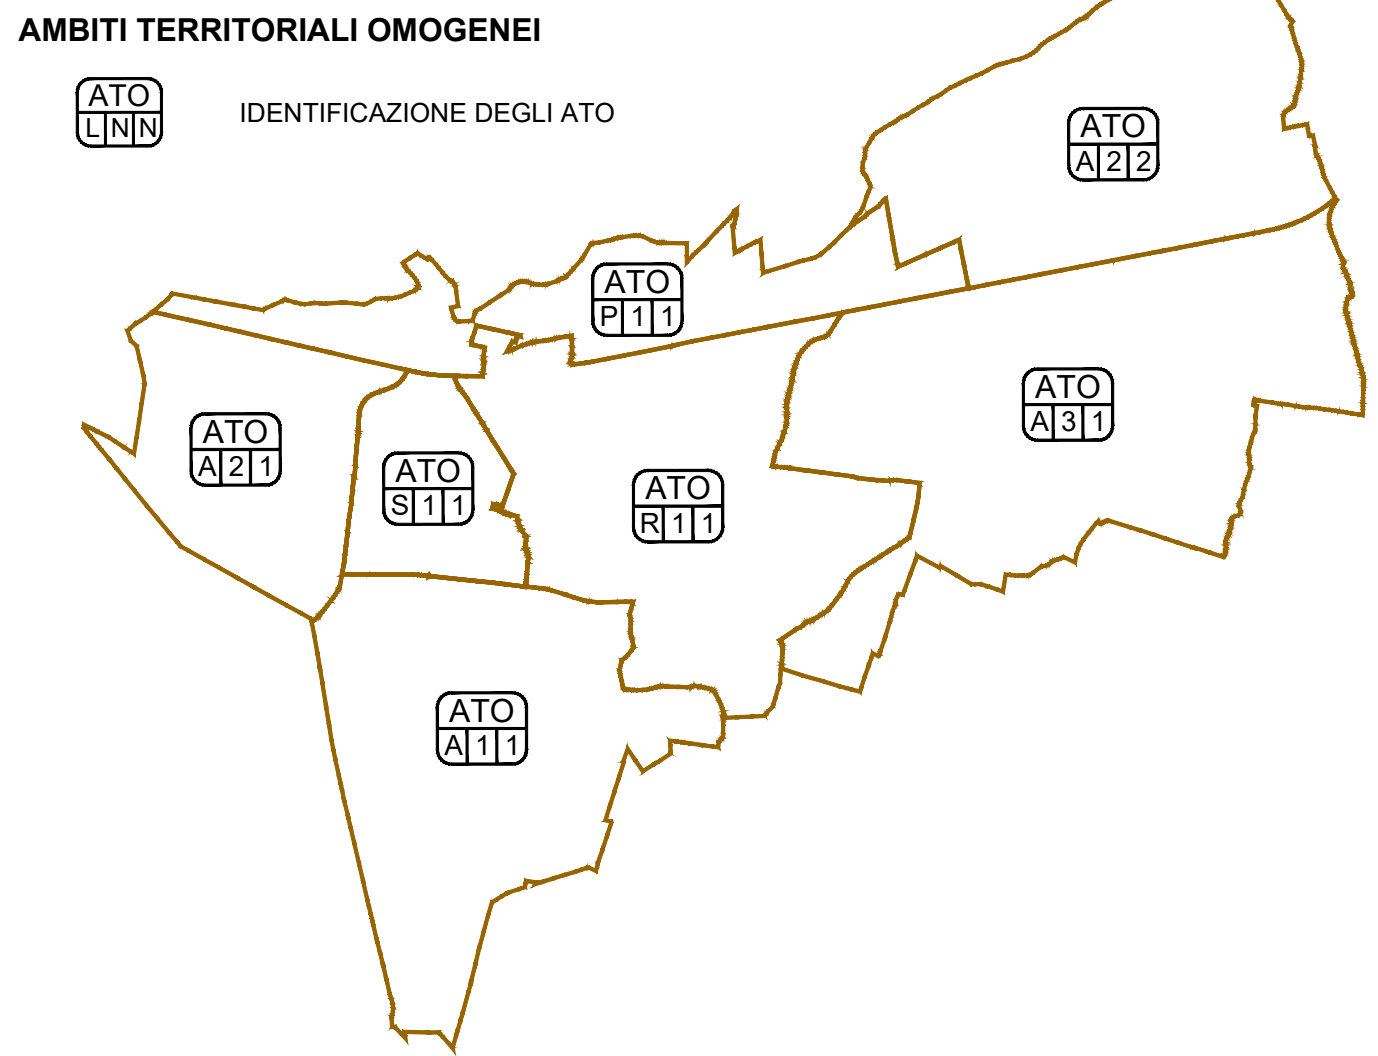 AMBITI TERRITORIALI OMOGENEI
ATO
L N N
IDENTIFICAZIONE DEGLI ATO
ATO
A 2 2
ATO
P 1 1
ATO
A 3 1
ATO
A 2 1
ATO
S 1 1
ATO
R 1 1
ATO
A 1 1